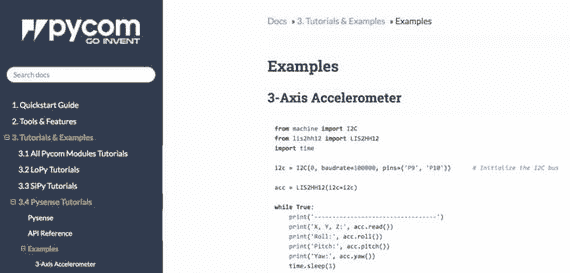 pycom
GO INVENT
Search docs
1. Quickstart Guide
2. Tools & Features
3. Tutorials & Examples
3.1 All Pycom Modules Tutorials
3.2 LoPy Tutorials
3.3 SiPy Tutorials
3.4 Pysense Tutorials
Pysense
API Reference
Examples
3-Axis Accelerometer
Docs » 3. Tutorials & Examples » Examples
Examples
3-Axis Accelerometer
from machine import I2C
from lis2hh12 import LIS2HH12
import time
i2c = I2C(0, baudrate=100000, pins=('P9', 'P10')) # Initialize the I2C bus
acc = LIS2HH12(i2c=i2c)
while True:
print('----------------------------------')
print('X, Y, Z:', acc.read())
print('Roll:', acc.roll())
print('Pitch:', acc.pitch())
print('Yaw:', acc.yaw())
time.sleep(1)